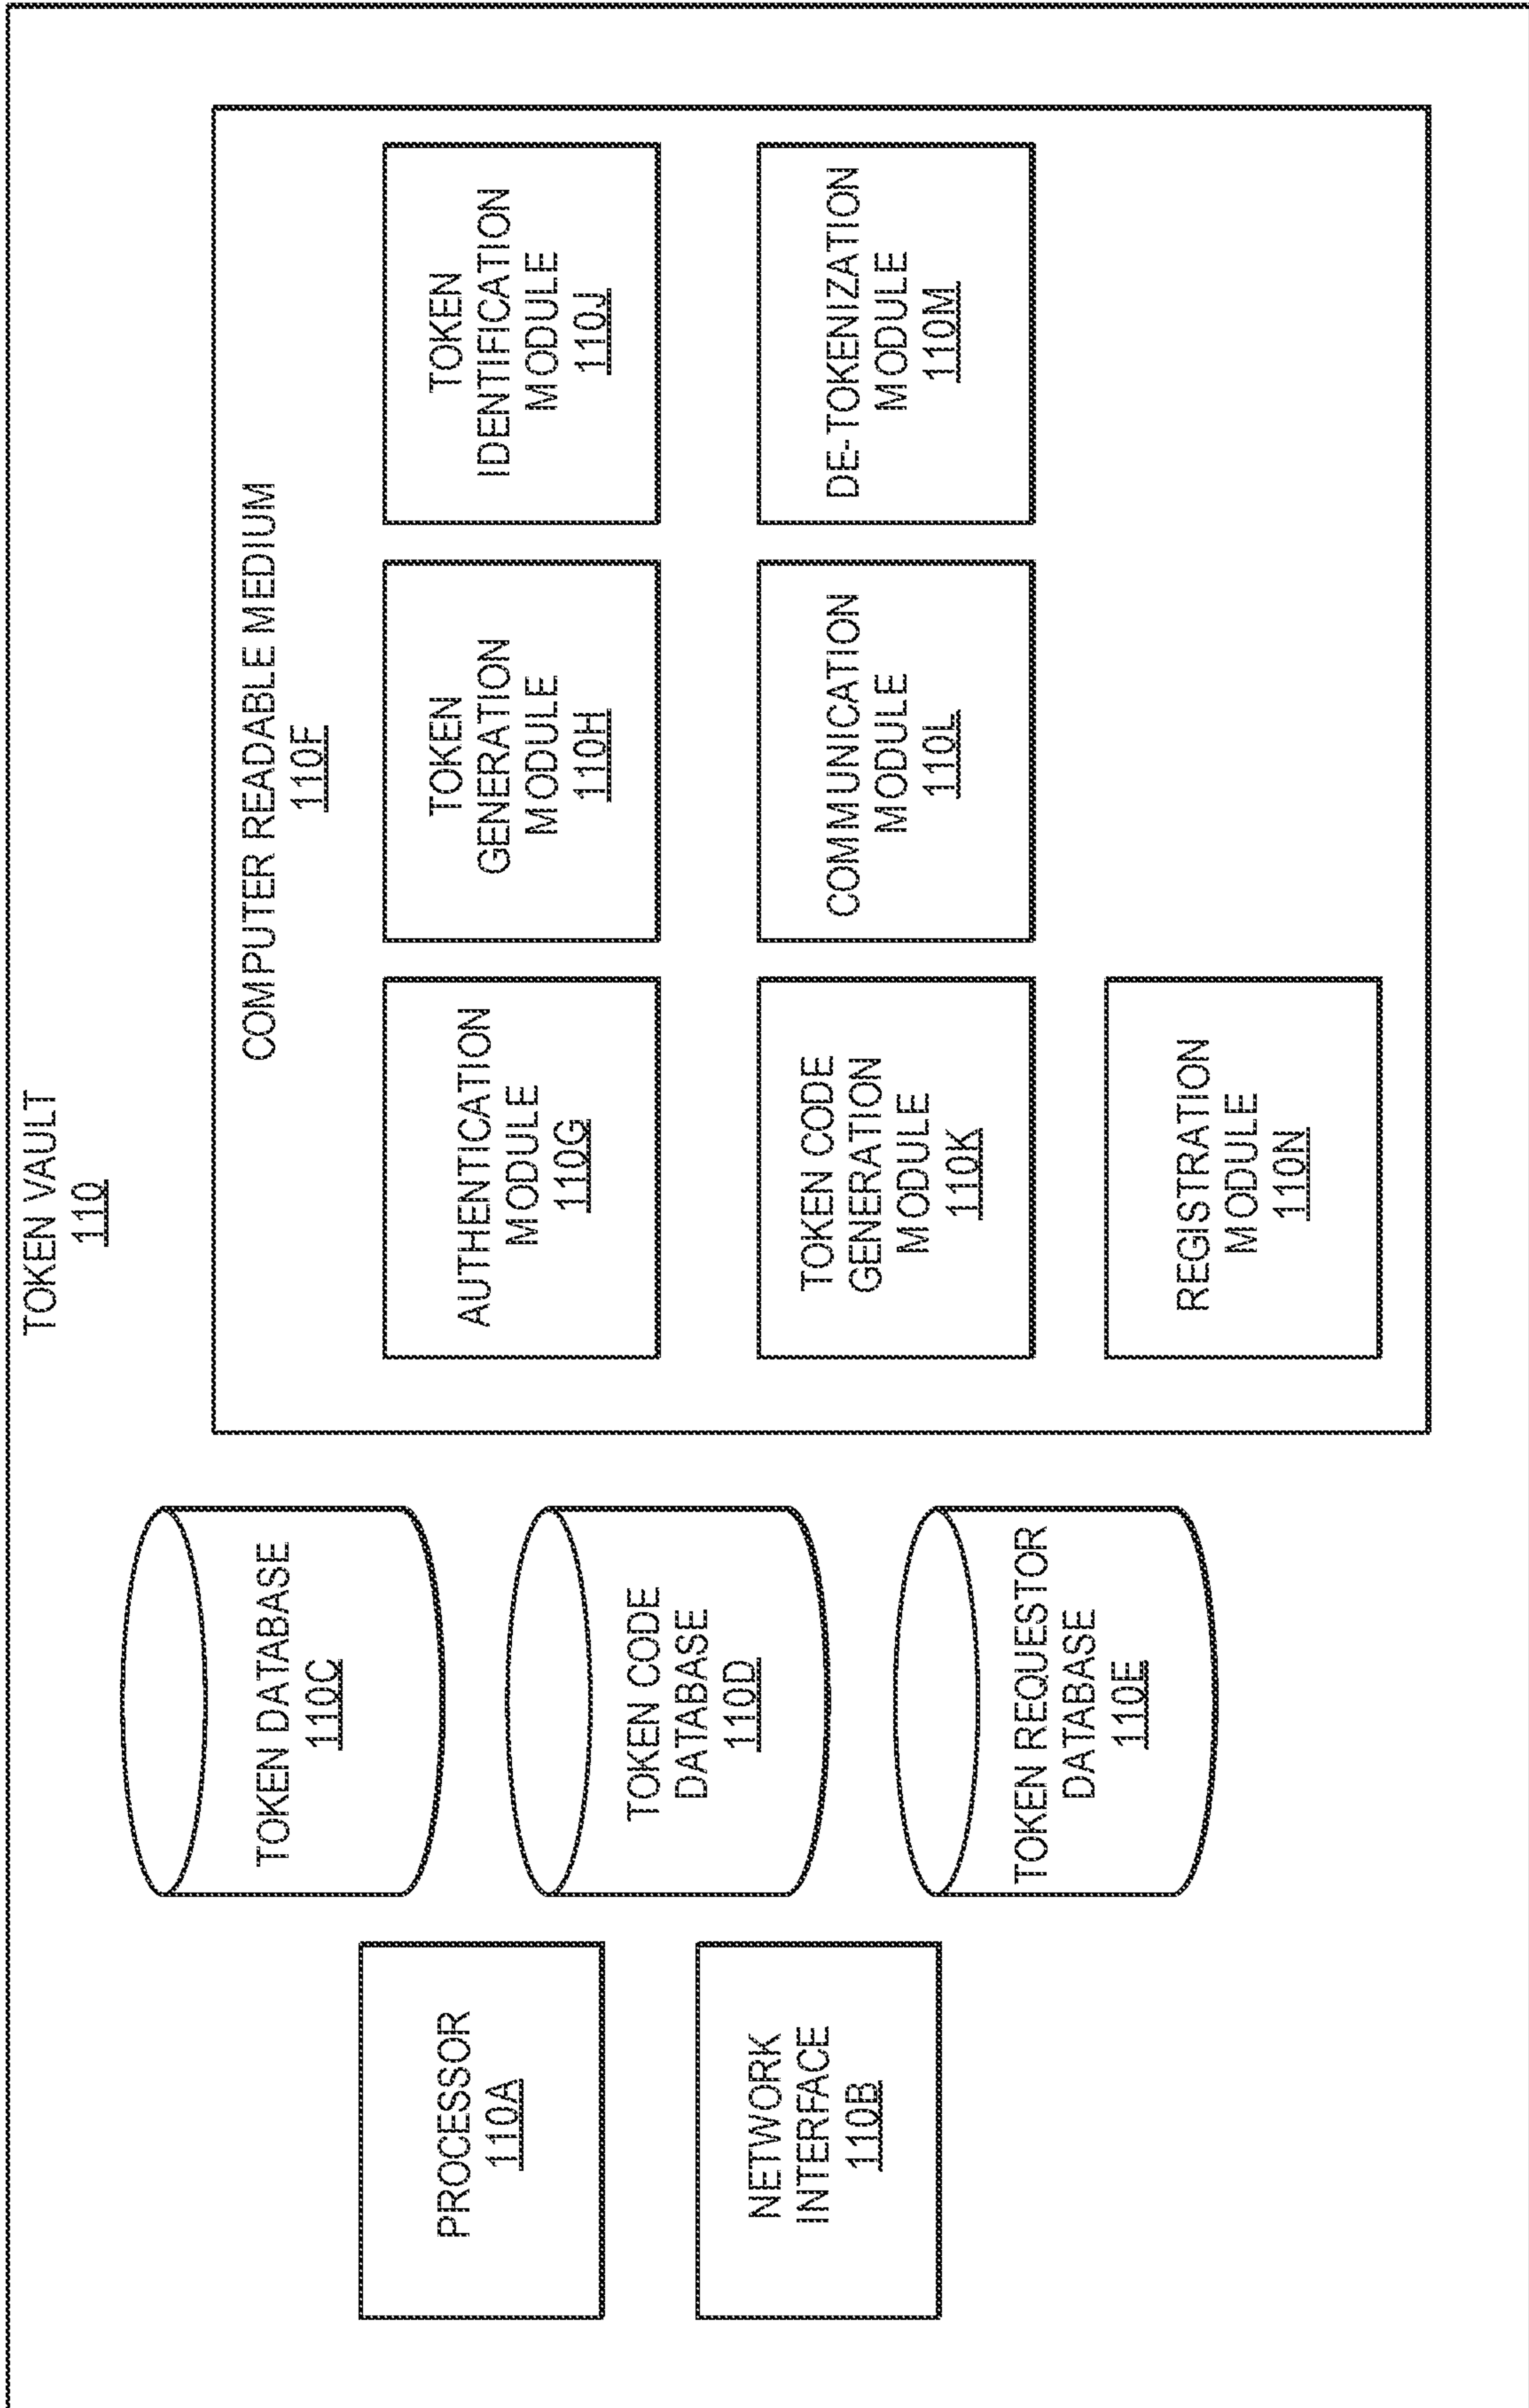 TOKEN VAULT
110
PROCESSOR
110A
NETWORK
INTERFACE
110B
TOKEN DATABASE
110C
TOKEN CODE
DATABASE
110D
TOKEN REQUESTOR
DATABASE
110E
COMPUTER READABLE MEDIUM
110F
AUTHENTICATION
MODULE
110G
TOKEN
GENERATION
MODULE
110H
TOKEN
IDENTIFICATION
MODULE
110J
TOKEN CODE
GENERATION
MODULE
110K
COMMUNICATION
MODULE
110L
DE-TOKENIZATION
MODULE
110M
REGISTRATION
MODULE
110N